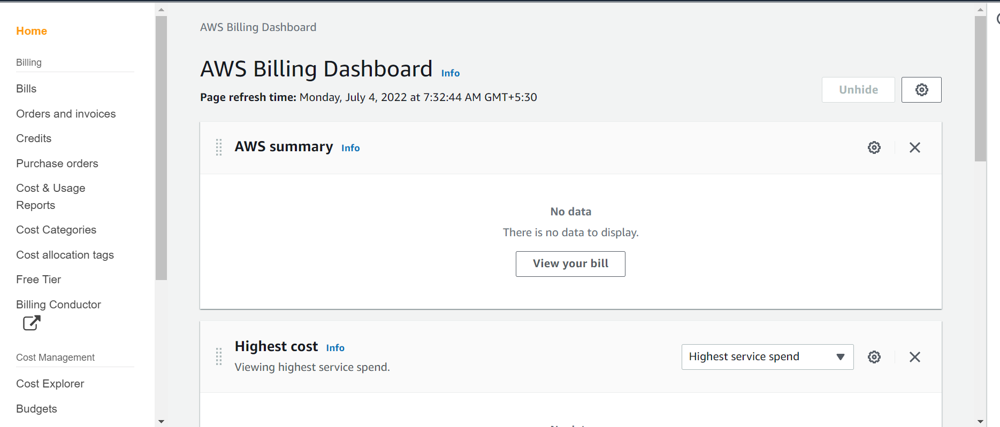 Home
Billing
Bills
Orders and invoices
Credits
Purchase orders
Cost & Usage
Reports
Cost Categories
Cost allocation tags
Free Tier
Billing Conductor
Cost Management
Cost Explorer
Budgets
AWS Billing Dashboard
AWS Billing Dashboard Info
Page refresh time: Monday, July 4, 2022 at 7:32:44 AM GMT+5:30
Unhide
AWS summary Info
No data
There is no data to display.
View your bill
Highest cost Info
Viewing highest service spend.
Highest service spend